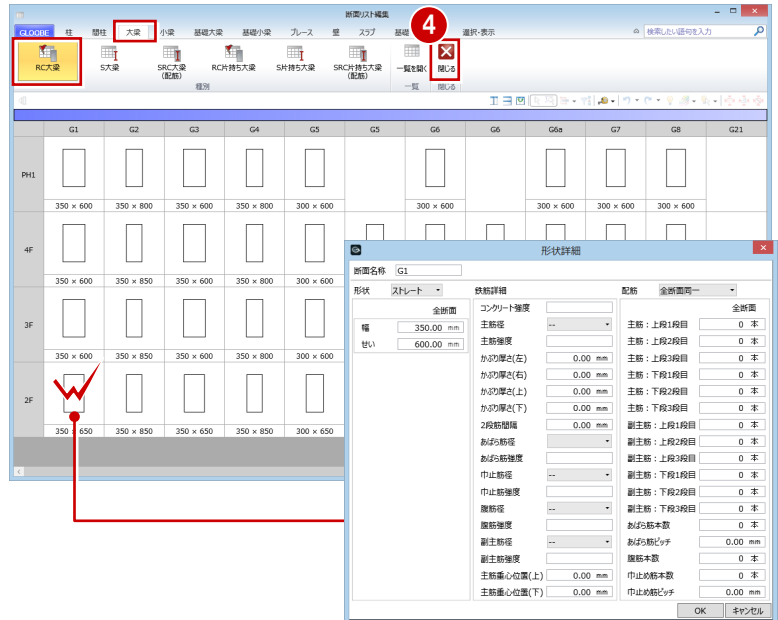 断面リスト編集
4
GLOOBE 柱 間柱 大梁 小梁 基礎大梁 基礎小梁 ブレース 壁 スラブ 基礎 選択・表示 検索したい語句を入力
RC大梁 S大梁 SRC大梁(配筋) RC片持ち大梁 S片持ち大梁 SRC片持ち大梁(配筋) 一覧を開く 閉じる
種別 一覧 閉じる
G1 G2 G3 G4 G5 G5 G6 G6 G6a G7 G8 G21
PH1
350 × 600 350 × 800 350 × 600 350 × 800 350 × 600 300 × 600 300 × 600 300 × 600 300 × 600
4F
350 × 600 350 × 850 350 × 600 350 × 800 300 × 600
3F
350 × 600 350 × 850 350 × 600 350 × 800 300 × 600
2F
350 × 650 350 × 850 350 × 650 350 × 850 300 × 650
形状詳細
断面名称 G1
形状 ストレート 鉄筋詳細 配筋 全断面同一
全断面 コンクリート強度 全断面
幅 350.00 mm 主筋径 -- 主筋：上段1段目 0 本
せい 600.00 mm 主筋強度 主筋：上段2段目 0 本
かぶり厚さ(左) 0.00 mm 主筋：上段3段目 0 本
かぶり厚さ(右) 0.00 mm 主筋：下段1段目 0 本
かぶり厚さ(上) 0.00 mm 主筋：下段2段目 0 本
かぶり厚さ(下) 0.00 mm 主筋：下段3段目 0 本
2段筋間隔 0.00 mm 副主筋：上段1段目 0 本
あばら筋径 副主筋：上段2段目 0 本
あばら筋強度 副主筋：上段3段目 0 本
巾止筋径 -- 副主筋：下段1段目 0 本
巾止筋強度 副主筋：下段2段目 0 本
腹筋径 -- 副主筋：下段3段目 0 本
腹筋強度 あばら筋本数 0 本
副主筋径 -- あばら筋ピッチ 0.00 mm
副主筋強度 腹筋本数 0 本
主筋重心位置(上) 0.00 mm 巾止め筋本数 0 本
主筋重心位置(下) 0.00 mm 巾止め筋ピッチ 0.00 mm
OK キャンセル